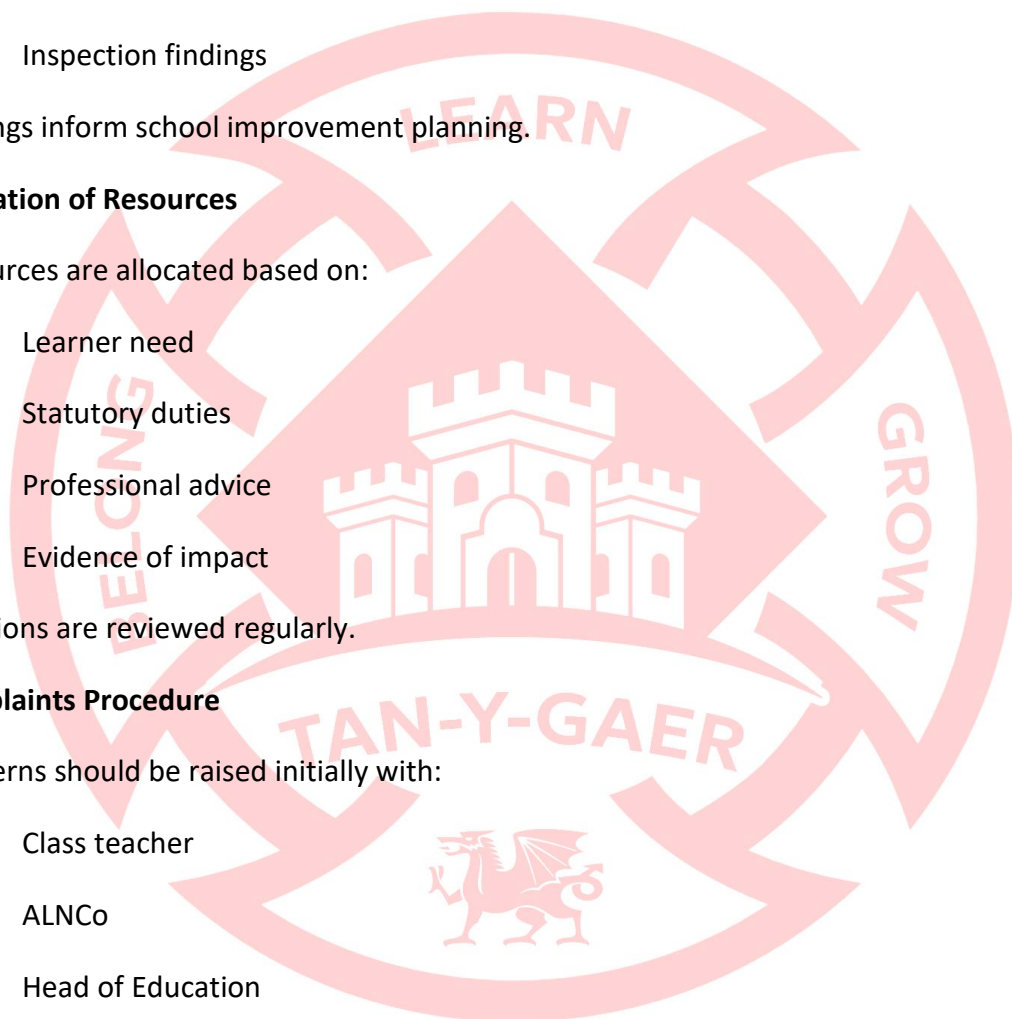 Inspection findings
ngs inform school improvement planning.
ation of Resources
urces are allocated based on:
Learner need
Statutory duties
Professional advice
Evidence of impact
ions are reviewed regularly.
plaints Procedure
erns should be raised initially with:
Class teacher
ALNCo
Head of Education
LEARN
BELONG
GROW
TAN-Y-GAER